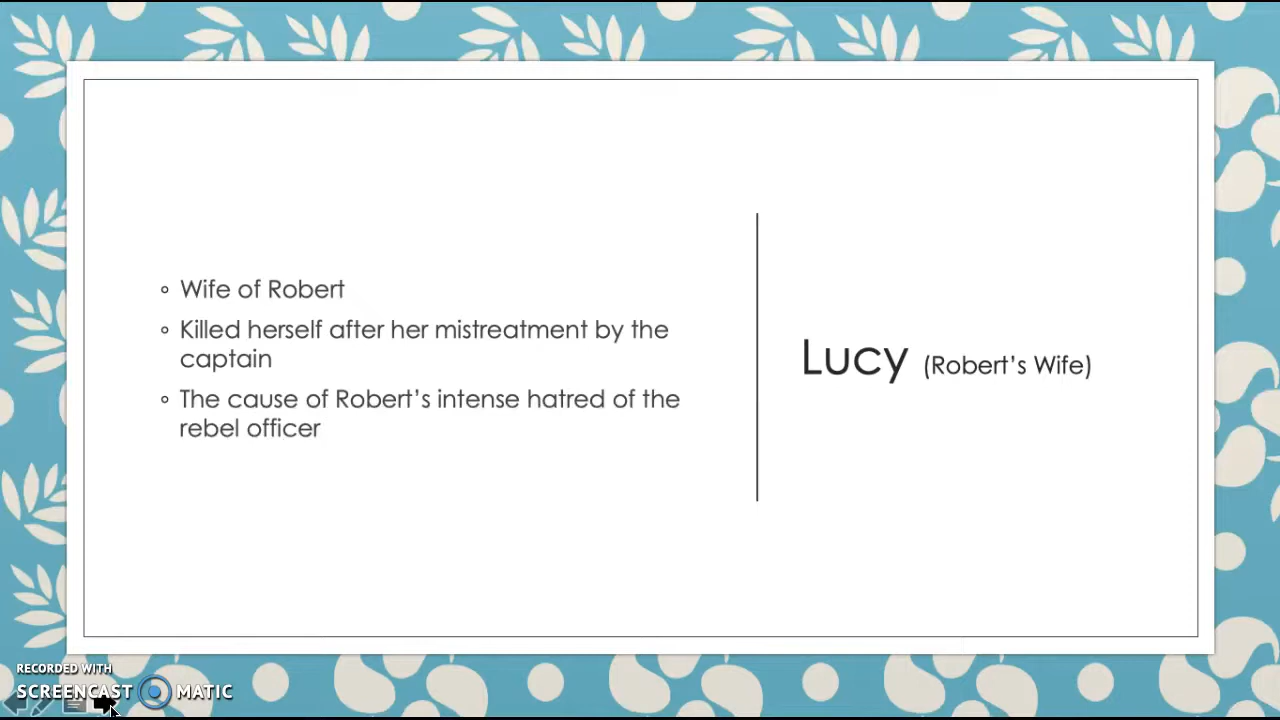 Wife of Robert
Killed herself after her mistreatment by the
captain
The cause of Robert's intense hatred of the
rebel officer
Lucy (Robert's Wife)
RECORDED WITH
SCREENCAST MATIC